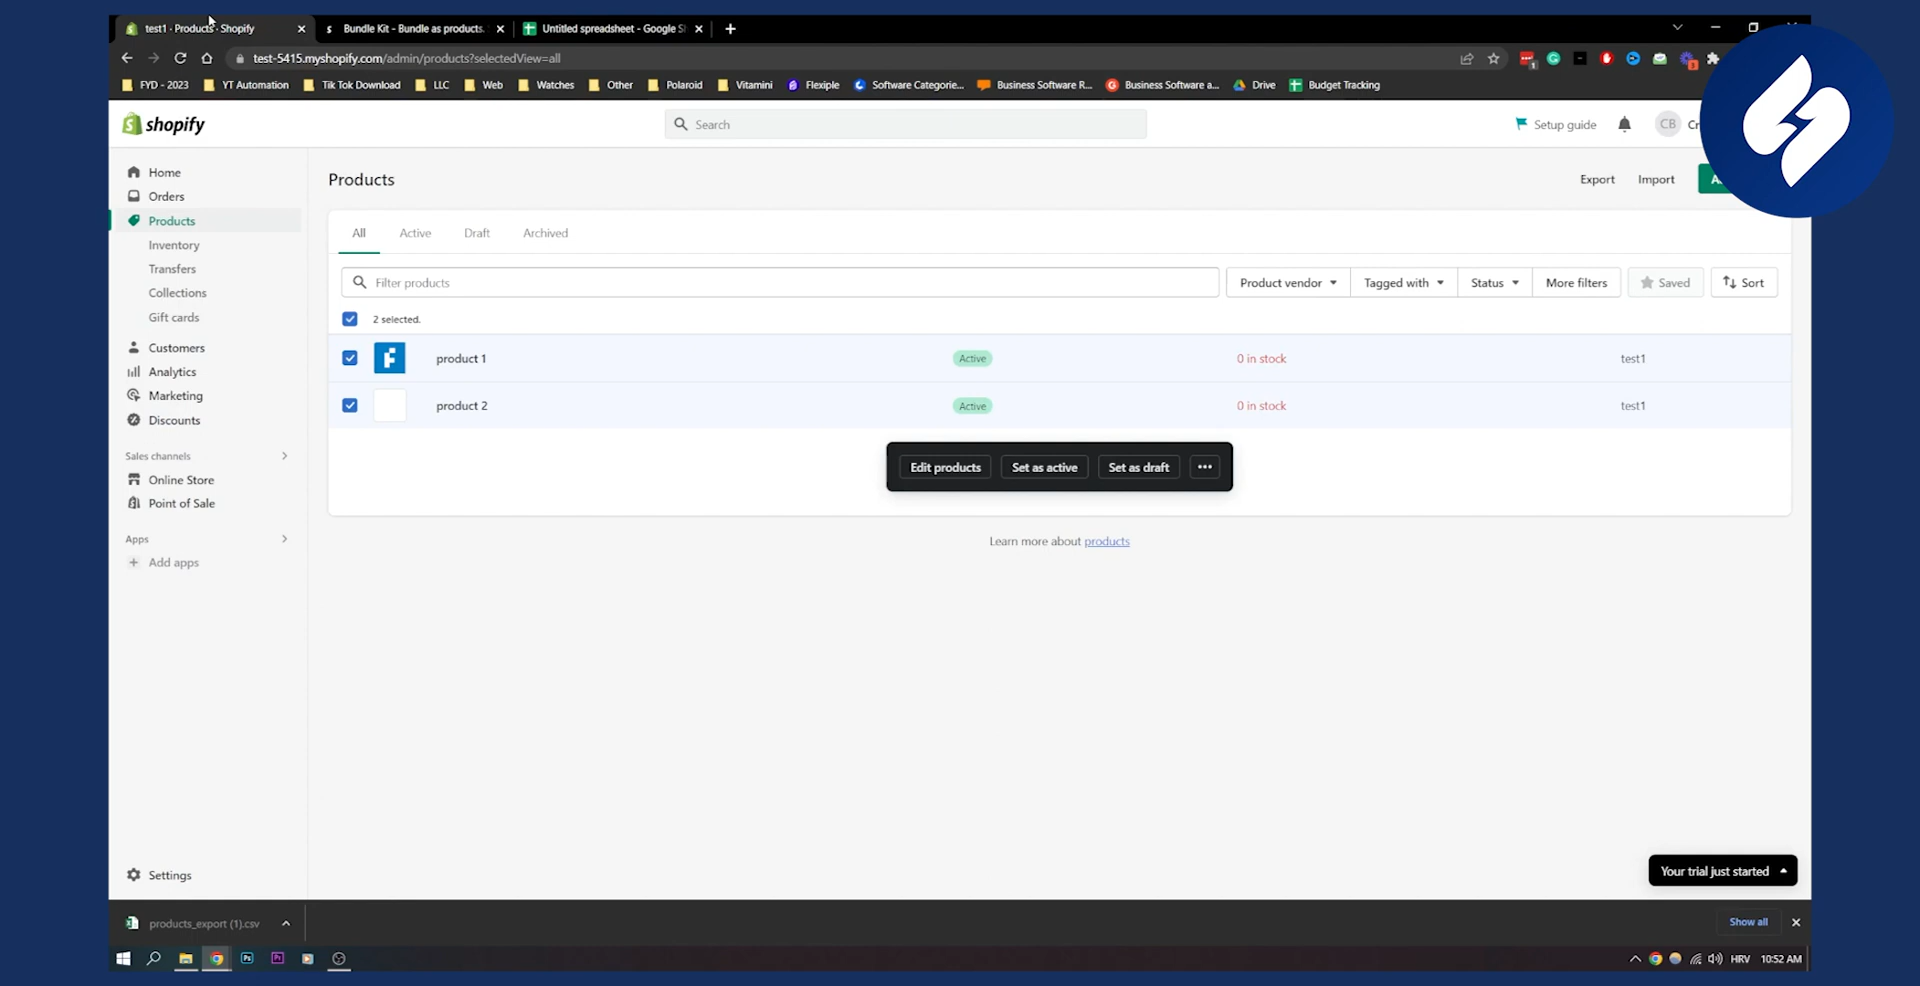 test1 · Products · Shopify
Bundle Kit - Bundle as products.
Untitled spreadsheet - Google S
test-5415.myshopify.com/admin/products?selectedView=all
FYD - 2023
YT Automation
Tik Tok Download
LLC
Web
Watches
Other
Polaroid
Vitamini
Flexiple
Software Categorie...
Business Software R...
Business Software a...
Drive
Budget Tracking
shopify
Search
Setup guide
CB
Home
Orders
Products
Inventory
Transfers
Collections
Gift cards
Customers
Analytics
Marketing
Discounts
Sales channels
Online Store
Point of Sale
Apps
Add apps
Settings
Products
Export
Import
All
Active
Draft
Archived
Filter products
Product vendor
Tagged with
Status
More filters
Saved
Sort
2 selected.
product 1
Active
0 in stock
test1
product 2
Active
0 in stock
test1
Edit products
Set as active
Set as draft
Learn more about products
Your trial just started
products_export (1).csv
Show all
HRV
10:52 AM